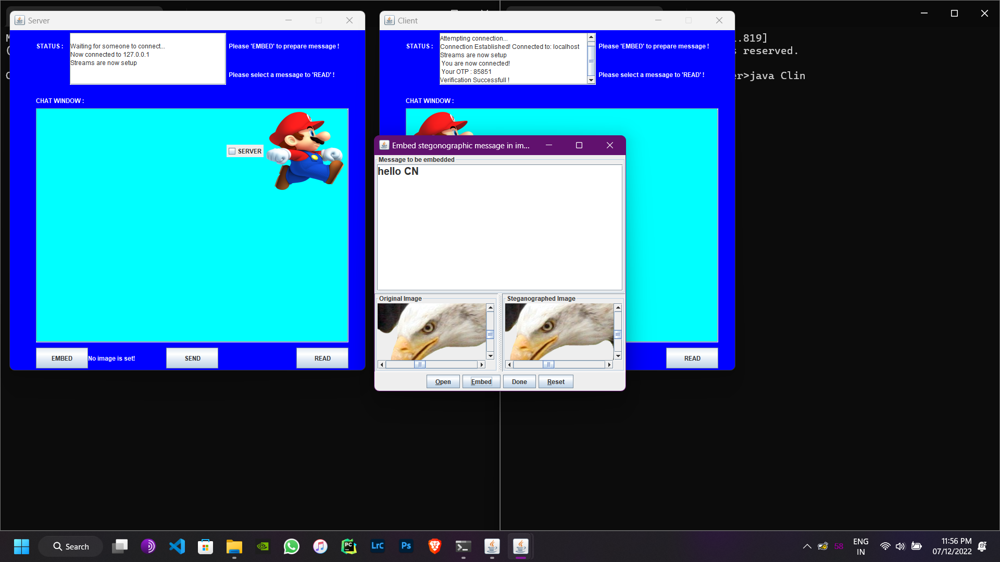 Server
STATUS :
Waiting for someone to connect...
Now connected to 127.0.0.1
Streams are now setup
Please 'EMBED' to prepare message !
Please select a message to 'READ' !
CHAT WINDOW :
SERVER
EMBED
No image is set!
SEND
READ
Client
STATUS :
Attempting connection...
Connection Established! Connected to: localhost
Streams are now setup
You are now connected!
Your OTP : 85851
Verification Successfull !
Please 'EMBED' to prepare message !
Please select a message to 'READ' !
CHAT WINDOW :
READ
Embed stegonographic message in im...
Message to be embedded
hello CN
Original Image
Steganographed Image
Open
Embed
Done
Reset
.819]
reserved.
er>java Clin
Search
PC
LrC
Ps
58
ENG
IN
11:56 PM
07/12/2022